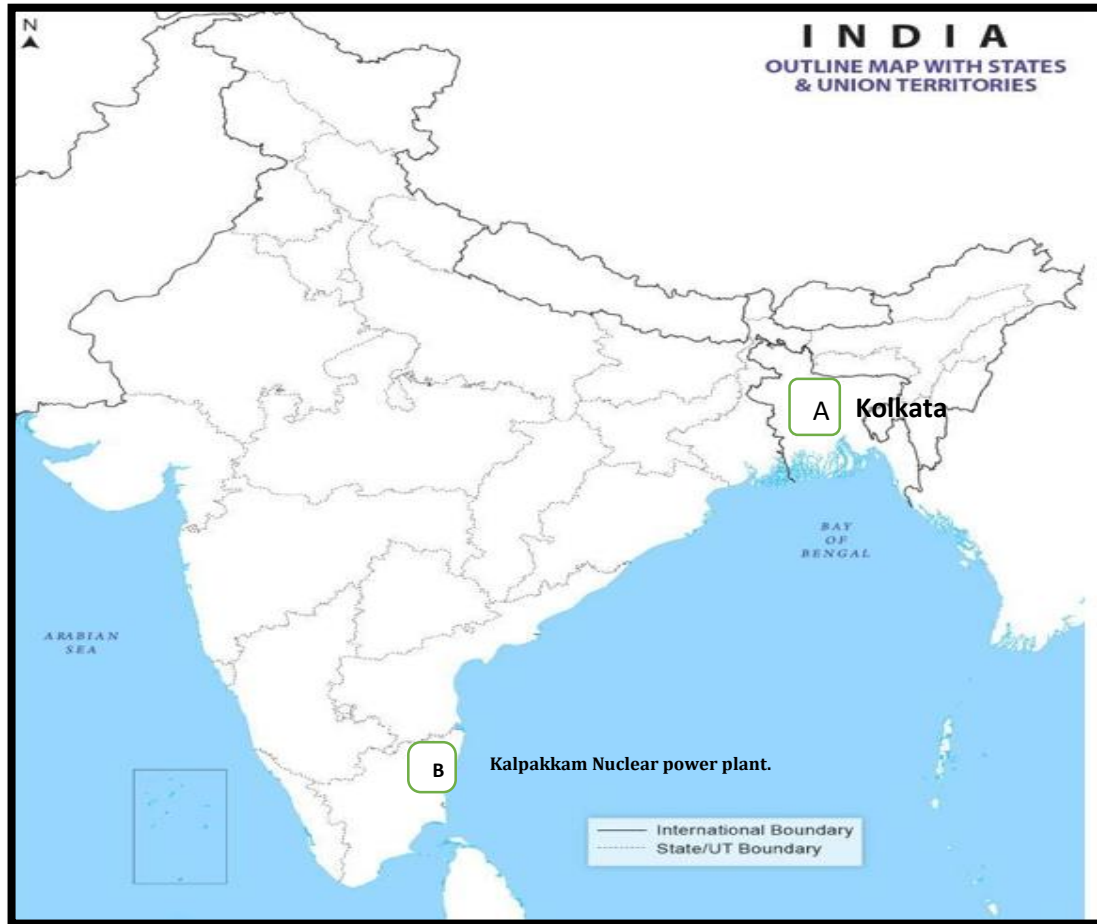 N
I N D I A
OUTLINE MAP WITH STATES
& UNION TERRITORIES
A Kolkata
BAY
OF
BENGAL
ARABIAN
SEA
B Kalpakkam Nuclear power plant.
International Boundary
State/UT Boundary